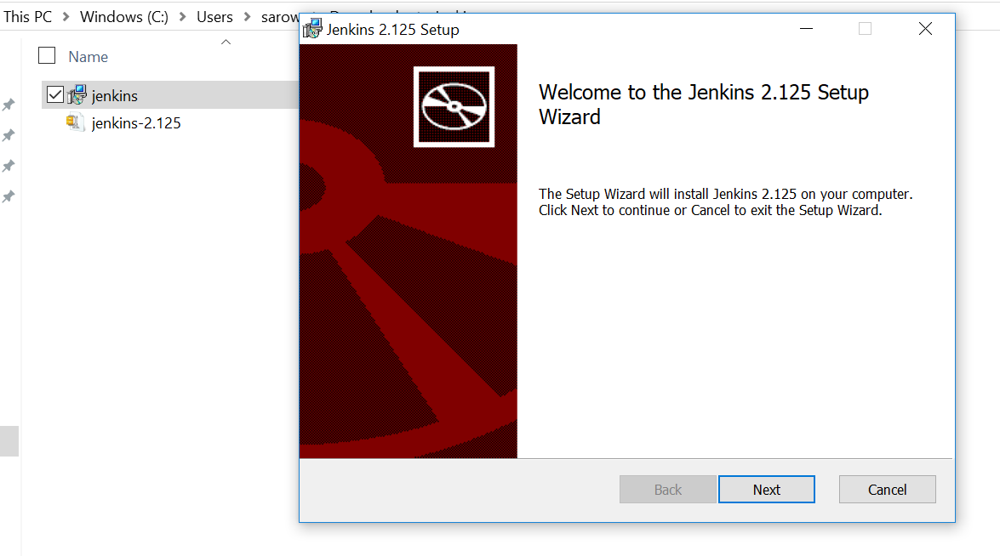 This PC > Windows (C:) > Users >
Jenkins 2.125 Setup
Name
jenkins
jenkins-2.125
Welcome to the Jenkins 2.125 Setup
Wizard
The Setup Wizard will install Jenkins 2.125 on your computer.
Click Next to continue or Cancel to exit the Setup Wizard.
Back
Next
Cancel